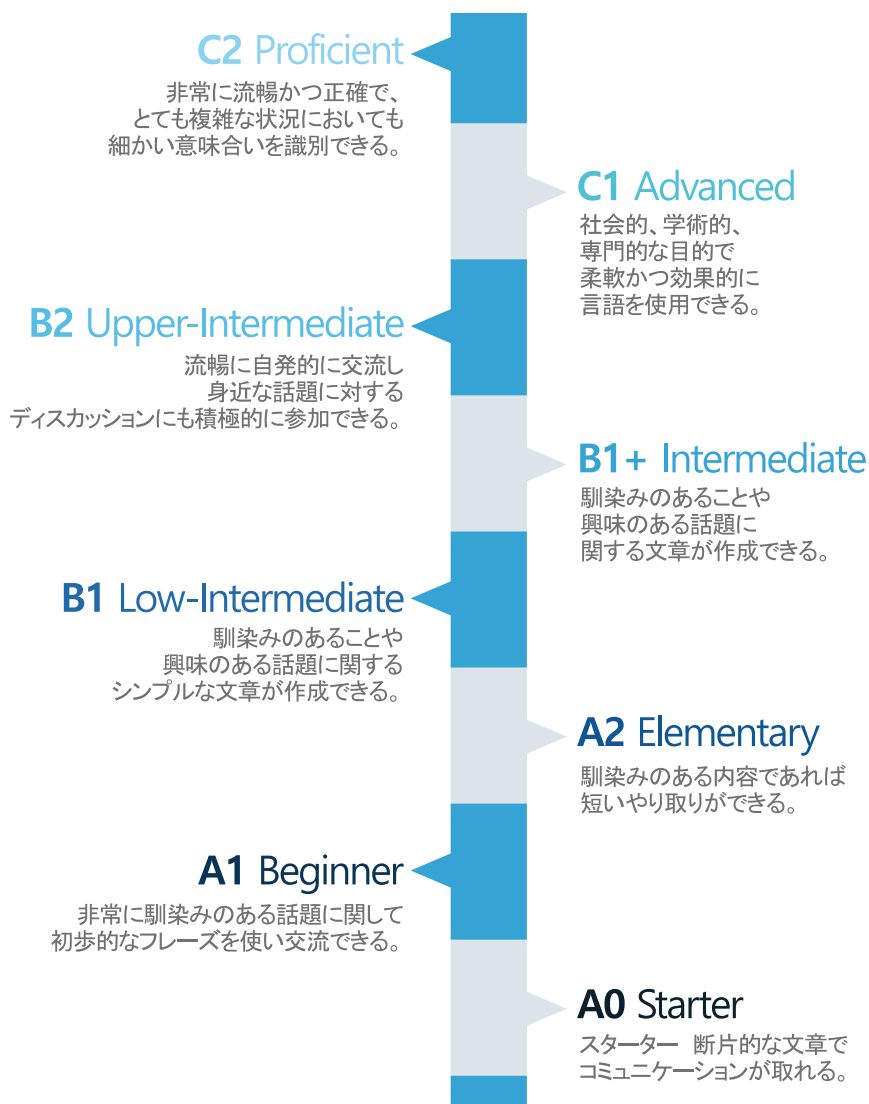 C2 Proficient
非常に流暢かつ正確で、
とても複雑な状況においても
細かい意味合いを識別できる。
C1 Advanced
社会的、学術的、
専門的な目的で
柔軟かつ効果的に
言語を使用できる。
B2 Upper-Intermediate
流暢に自発的に交流し
身近な話題に対する
ディスカッションにも積極的に参加できる。
B1+ Intermediate
馴染みのあることや
興味のある話題に
関する文章が作成できる。
B1 Low-Intermediate
馴染みのあることや
興味のある話題に関する
シンプルな文章が作成できる。
A2 Elementary
馴染みのある内容であれば
短いやり取りができる。
A1 Beginner
非常に馴染みのある話題に関して
初歩的なフレーズを使い交流できる。
A0 Starter
スターター　断片的な文章で
コミュニケーションが取れる。